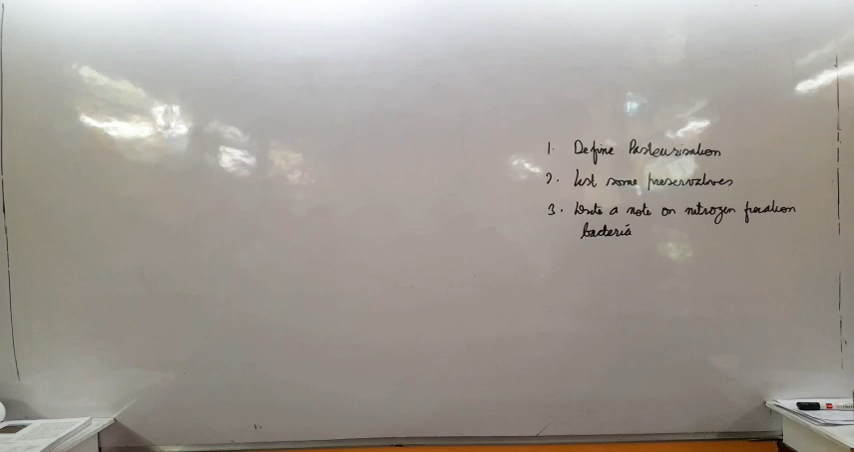 1. Define Pasteurisation
2. List some preservatives
3. Write a note on nitrogen fixation
bacteria